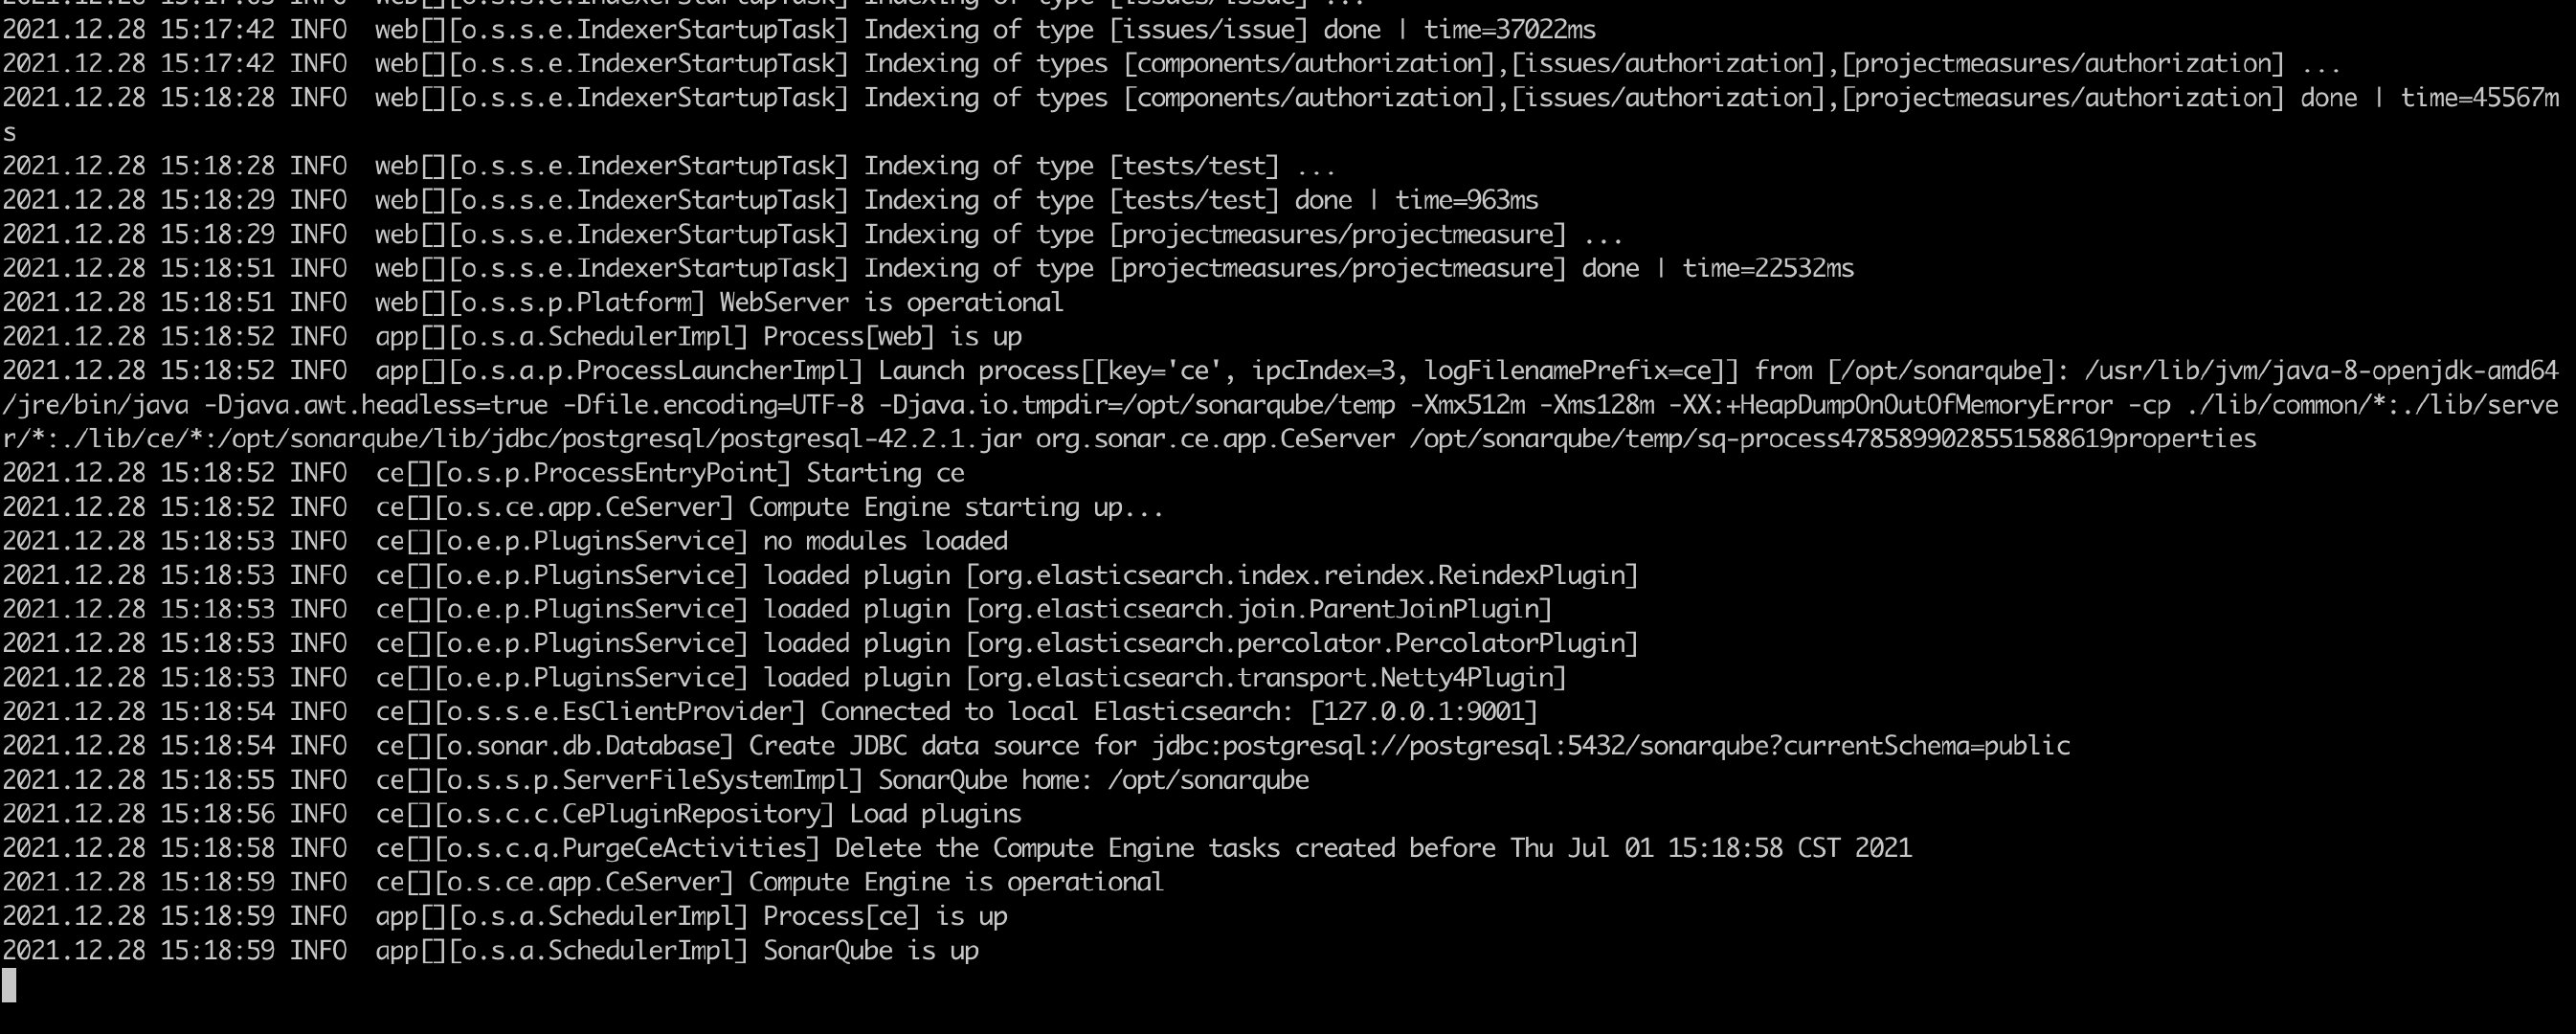 2021.12.28 15:17:03 INFO  web[][o.s.s.e.IndexerStartupTask] Indexing of type [issues/issue] ...
2021.12.28 15:17:42 INFO  web[][o.s.s.e.IndexerStartupTask] Indexing of type [issues/issue] done | time=37022ms
2021.12.28 15:17:42 INFO  web[][o.s.s.e.IndexerStartupTask] Indexing of types [components/authorization],[issues/authorization],[projectmeasures/authorization] ...
2021.12.28 15:18:28 INFO  web[][o.s.s.e.IndexerStartupTask] Indexing of types [components/authorization],[issues/authorization],[projectmeasures/authorization] done | time=45567m
s
2021.12.28 15:18:28 INFO  web[][o.s.s.e.IndexerStartupTask] Indexing of type [tests/test] ...
2021.12.28 15:18:29 INFO  web[][o.s.s.e.IndexerStartupTask] Indexing of type [tests/test] done | time=963ms
2021.12.28 15:18:29 INFO  web[][o.s.s.e.IndexerStartupTask] Indexing of type [projectmeasures/projectmeasure] ...
2021.12.28 15:18:51 INFO  web[][o.s.s.e.IndexerStartupTask] Indexing of type [projectmeasures/projectmeasure] done | time=22532ms
2021.12.28 15:18:51 INFO  web[][o.s.s.p.Platform] WebServer is operational
2021.12.28 15:18:52 INFO  app[][o.s.a.SchedulerImpl] Process[web] is up
2021.12.28 15:18:52 INFO  app[][o.s.a.p.ProcessLauncherImpl] Launch process[[key='ce', ipcIndex=3, logFilenamePrefix=ce]] from [/opt/sonarqube]: /usr/lib/jvm/java-8-openjdk-amd64
/jre/bin/java -Djava.awt.headless=true -Dfile.encoding=UTF-8 -Djava.io.tmpdir=/opt/sonarqube/temp -Xmx512m -Xms128m -XX:+HeapDumpOnOutOfMemoryError -cp ./lib/common/*:./lib/serve
r/*:./lib/ce/*:/opt/sonarqube/lib/jdbc/postgresql/postgresql-42.2.1.jar org.sonar.ce.app.CeServer /opt/sonarqube/temp/sq-process4785899028551588619properties
2021.12.28 15:18:52 INFO  ce[][o.s.p.ProcessEntryPoint] Starting ce
2021.12.28 15:18:52 INFO  ce[][o.s.ce.app.CeServer] Compute Engine starting up...
2021.12.28 15:18:53 INFO  ce[][o.e.p.PluginsService] no modules loaded
2021.12.28 15:18:53 INFO  ce[][o.e.p.PluginsService] loaded plugin [org.elasticsearch.index.reindex.ReindexPlugin]
2021.12.28 15:18:53 INFO  ce[][o.e.p.PluginsService] loaded plugin [org.elasticsearch.join.ParentJoinPlugin]
2021.12.28 15:18:53 INFO  ce[][o.e.p.PluginsService] loaded plugin [org.elasticsearch.percolator.PercolatorPlugin]
2021.12.28 15:18:53 INFO  ce[][o.e.p.PluginsService] loaded plugin [org.elasticsearch.transport.Netty4Plugin]
2021.12.28 15:18:54 INFO  ce[][o.s.s.e.EsClientProvider] Connected to local Elasticsearch: [127.0.0.1:9001]
2021.12.28 15:18:54 INFO  ce[][o.sonar.db.Database] Create JDBC data source for jdbc:postgresql://postgresql:5432/sonarqube?currentSchema=public
2021.12.28 15:18:55 INFO  ce[][o.s.s.p.ServerFileSystemImpl] SonarQube home: /opt/sonarqube
2021.12.28 15:18:56 INFO  ce[][o.s.c.c.CePluginRepository] Load plugins
2021.12.28 15:18:58 INFO  ce[][o.s.c.q.PurgeCeActivities] Delete the Compute Engine tasks created before Thu Jul 01 15:18:58 CST 2021
2021.12.28 15:18:59 INFO  ce[][o.s.ce.app.CeServer] Compute Engine is operational
2021.12.28 15:18:59 INFO  app[][o.s.a.SchedulerImpl] Process[ce] is up
2021.12.28 15:18:59 INFO  app[][o.s.a.SchedulerImpl] SonarQube is up